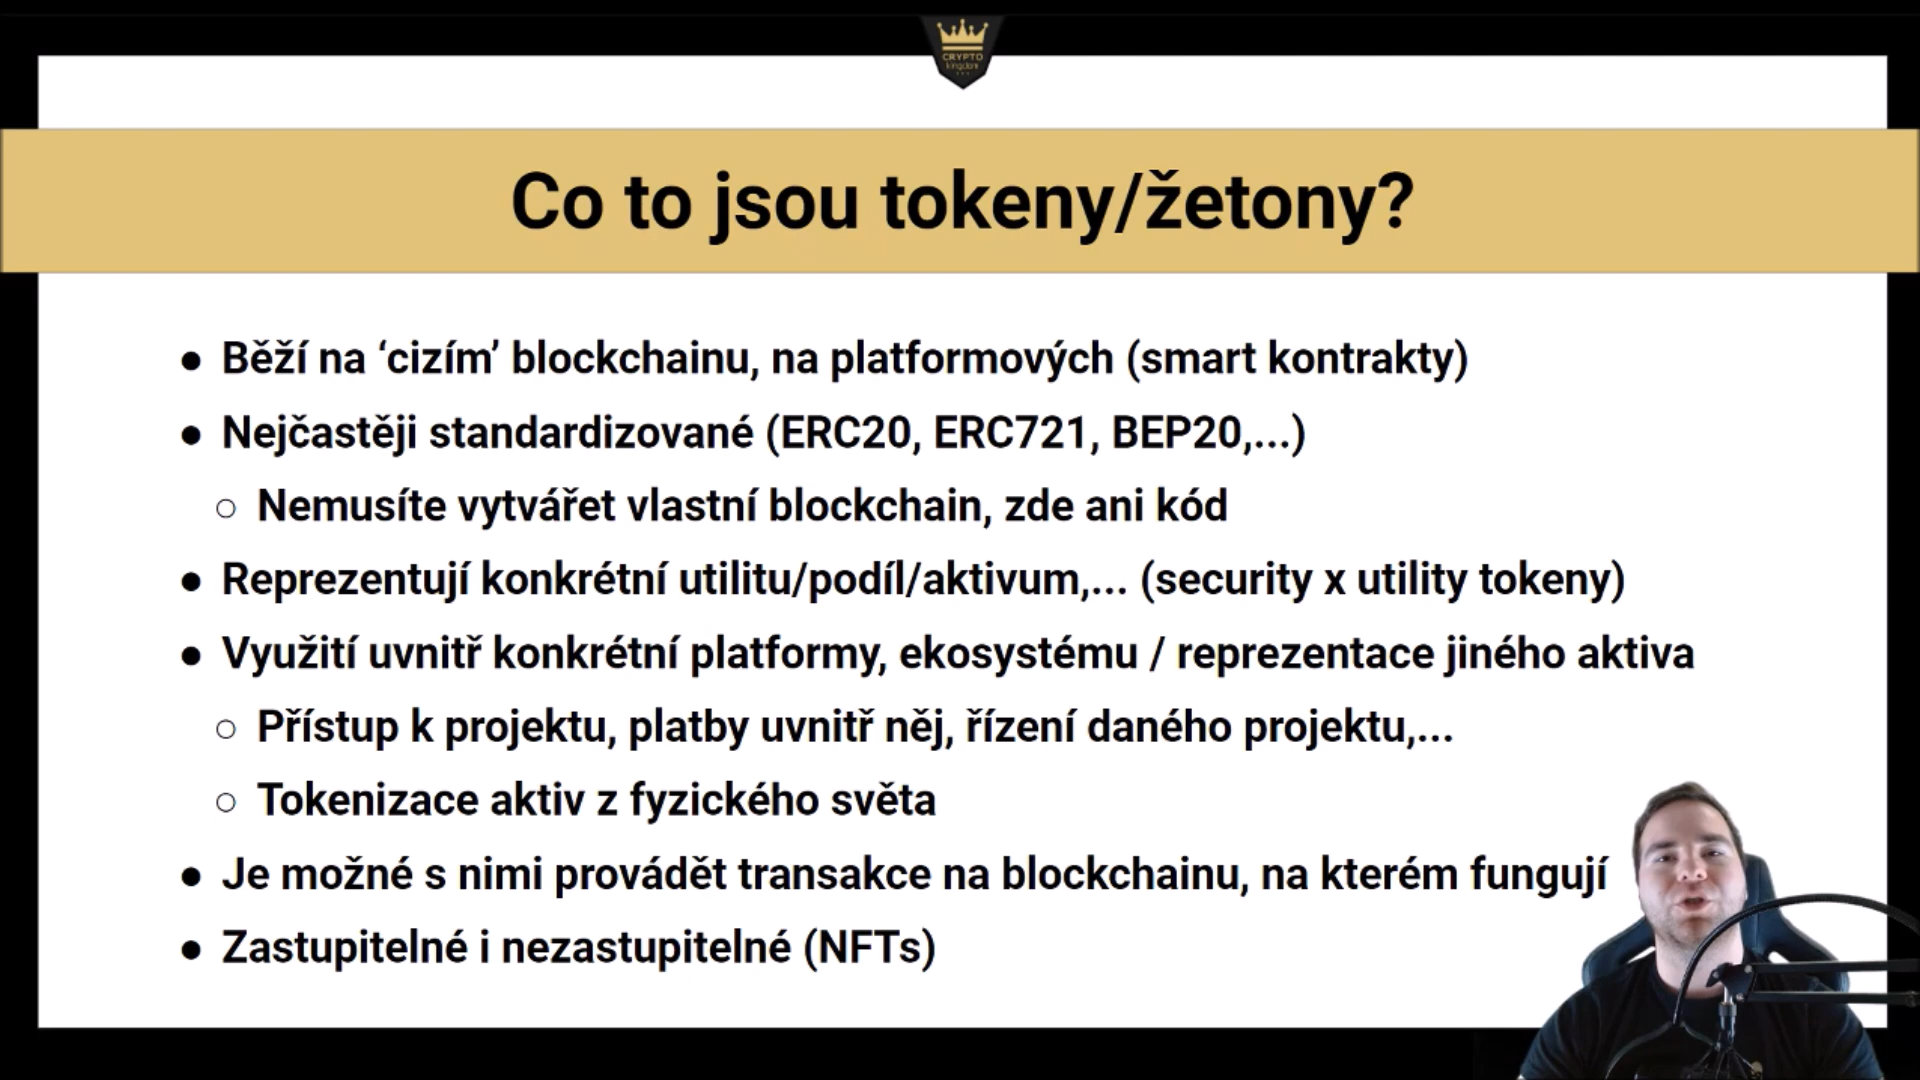 CRYPTO
kingdom
Co to jsou tokeny/žetony?
● Běží na ‘cizím’ blockchainu, na platformových (smart kontrakty)
● Nejčastěji standardizované (ERC20, ERC721, BEP20,...)
○ Nemusíte vytvářet vlastní blockchain, zde ani kód
● Reprezentují konkrétní utilitu/podíl/aktivum,... (security x utility tokeny)
● Využití uvnitř konkrétní platformy, ekosystému / reprezentace jiného aktiva
○ Přístup k projektu, platby uvnitř něj, řízení daného projektu,...
○ Tokenizace aktiv z fyzického světa
● Je možné s nimi provádět transakce na blockchainu, na kterém fungují
● Zastupitelné i nezastupitelné (NFTs)